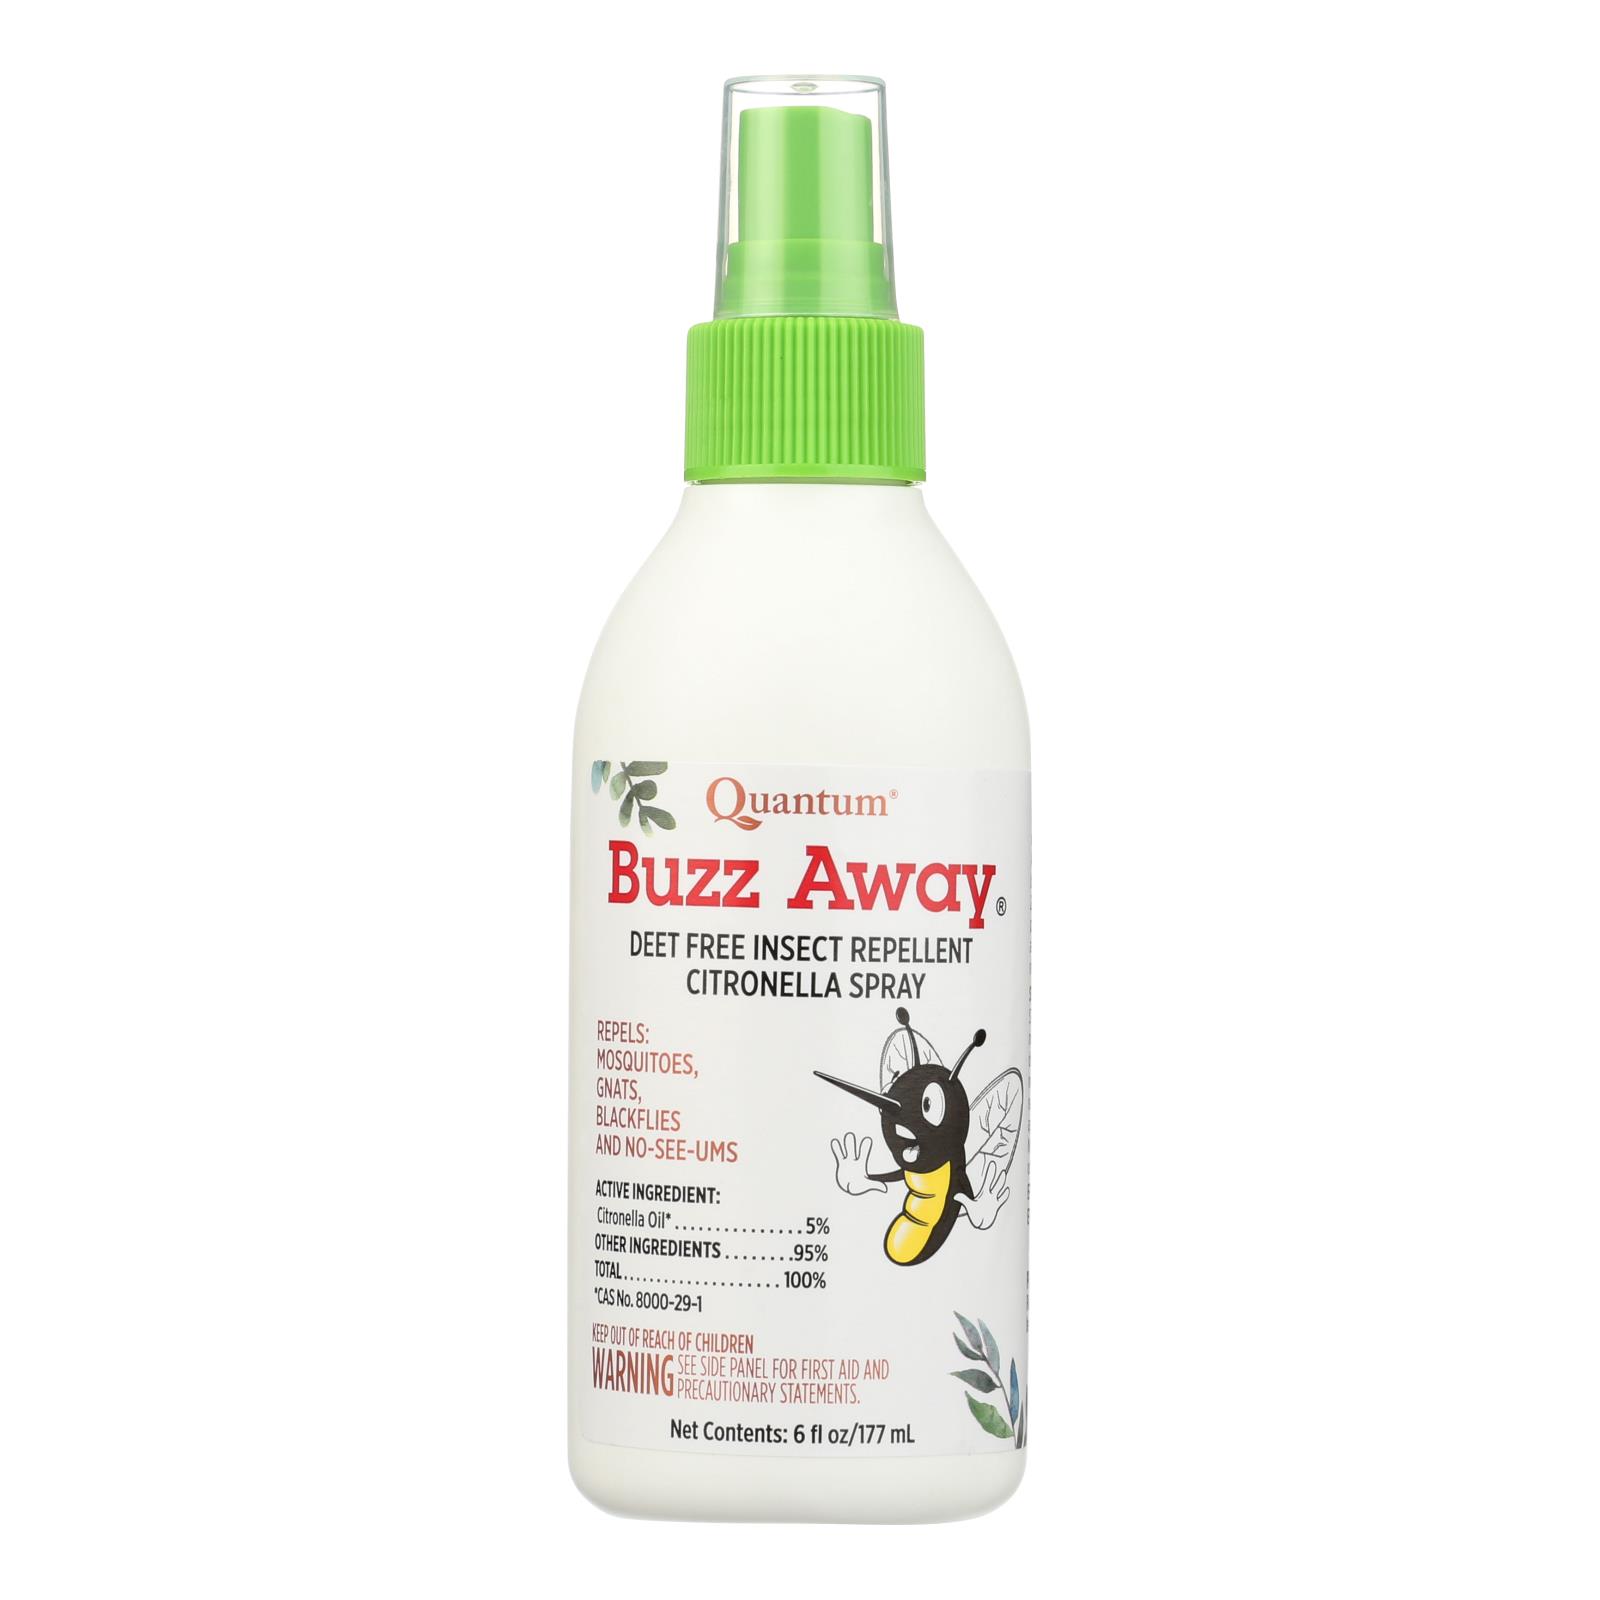 Quantum®
Buzz Away®
DEET FREE INSECT REPELLENT
CITRONELLA SPRAY
REPELS:
MOSQUITOES,
GNATS,
BLACKFLIES
AND NO-SEE-UMS
ACTIVE INGREDIENT:
Citronella Oil*...............5%
OTHER INGREDIENTS........95%
TOTAL....................100%
*CAS No. 8000-29-1
KEEP OUT OF REACH OF CHILDREN
WARNING SEE SIDE PANEL FOR FIRST AID AND
PRECAUTIONARY STATEMENTS.
Net Contents: 6 fl oz/177 mL